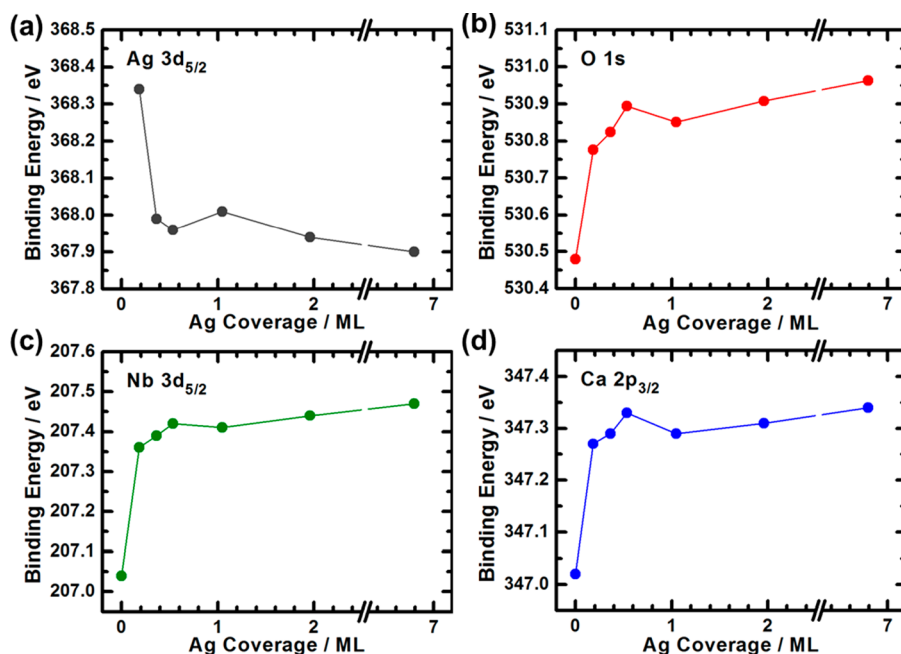 (a)
Ag 3d5/2
Binding Energy / eV
368.5
368.4
368.3
368.2
368.1
368.0
367.9
367.8
0 1 2 7
Ag Coverage / ML
(b)
O 1s
Binding Energy / eV
531.1
531.0
530.9
530.8
530.7
530.6
530.5
530.4
0 1 2 7
Ag Coverage / ML
(c)
Nb 3d5/2
Binding Energy / eV
207.6
207.5
207.4
207.3
207.2
207.1
207.0
0 1 2 7
Ag Coverage / ML
(d)
Ca 2p3/2
Binding Energy / eV
347.4
347.3
347.2
347.1
347.0
0 1 2 7
Ag Coverage / ML